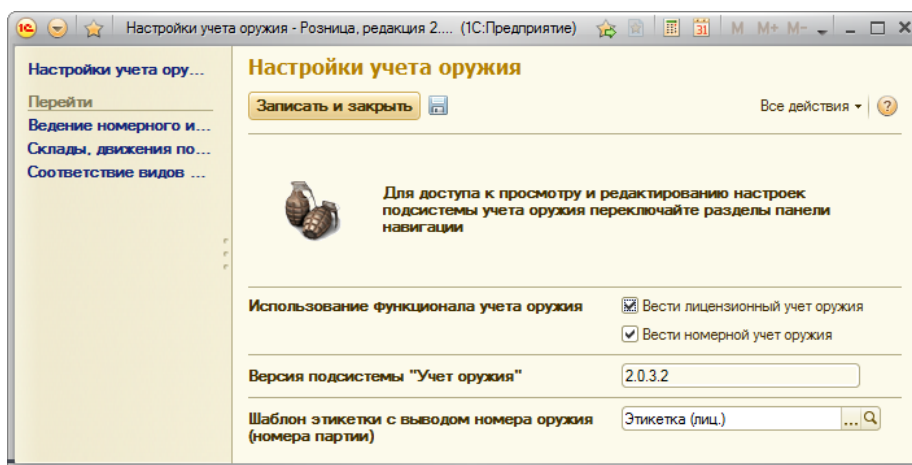 1С Настройки учета оружия - Розница, редакция 2.... (1С:Предприятие) 31 M M+ M-
Настройки учета ору...
Перейти
Ведение номерного и...
Склады, движения по...
Соответствие видов ...
Настройки учета оружия
Записать и закрыть Все действия ?
Для доступа к просмотру и редактированию настроек
подсистемы учета оружия переключайте разделы панели
навигации
Использование функционала учета оружия Вести лицензионный учет оружия
Вести номерной учет оружия
Версия подсистемы "Учет оружия" 2.0.3.2
Шаблон этикетки с выводом номера оружия Этикетка (лиц.) ...
(номера партии)